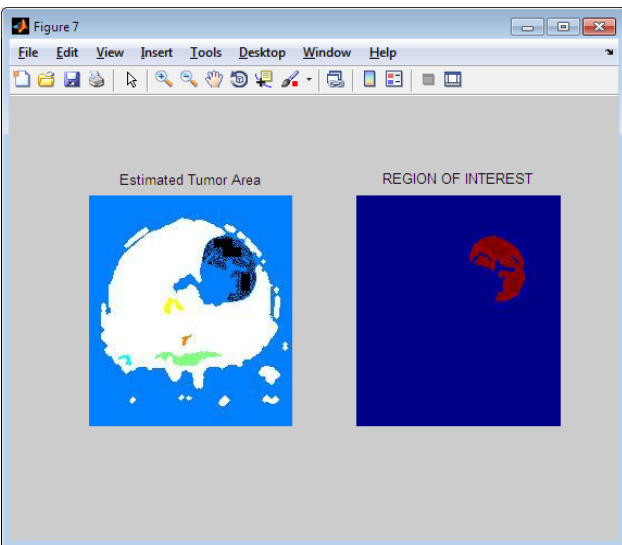 Figure 7
File Edit View Insert Tools Desktop Window Help
Estimated Tumor Area
REGION OF INTEREST